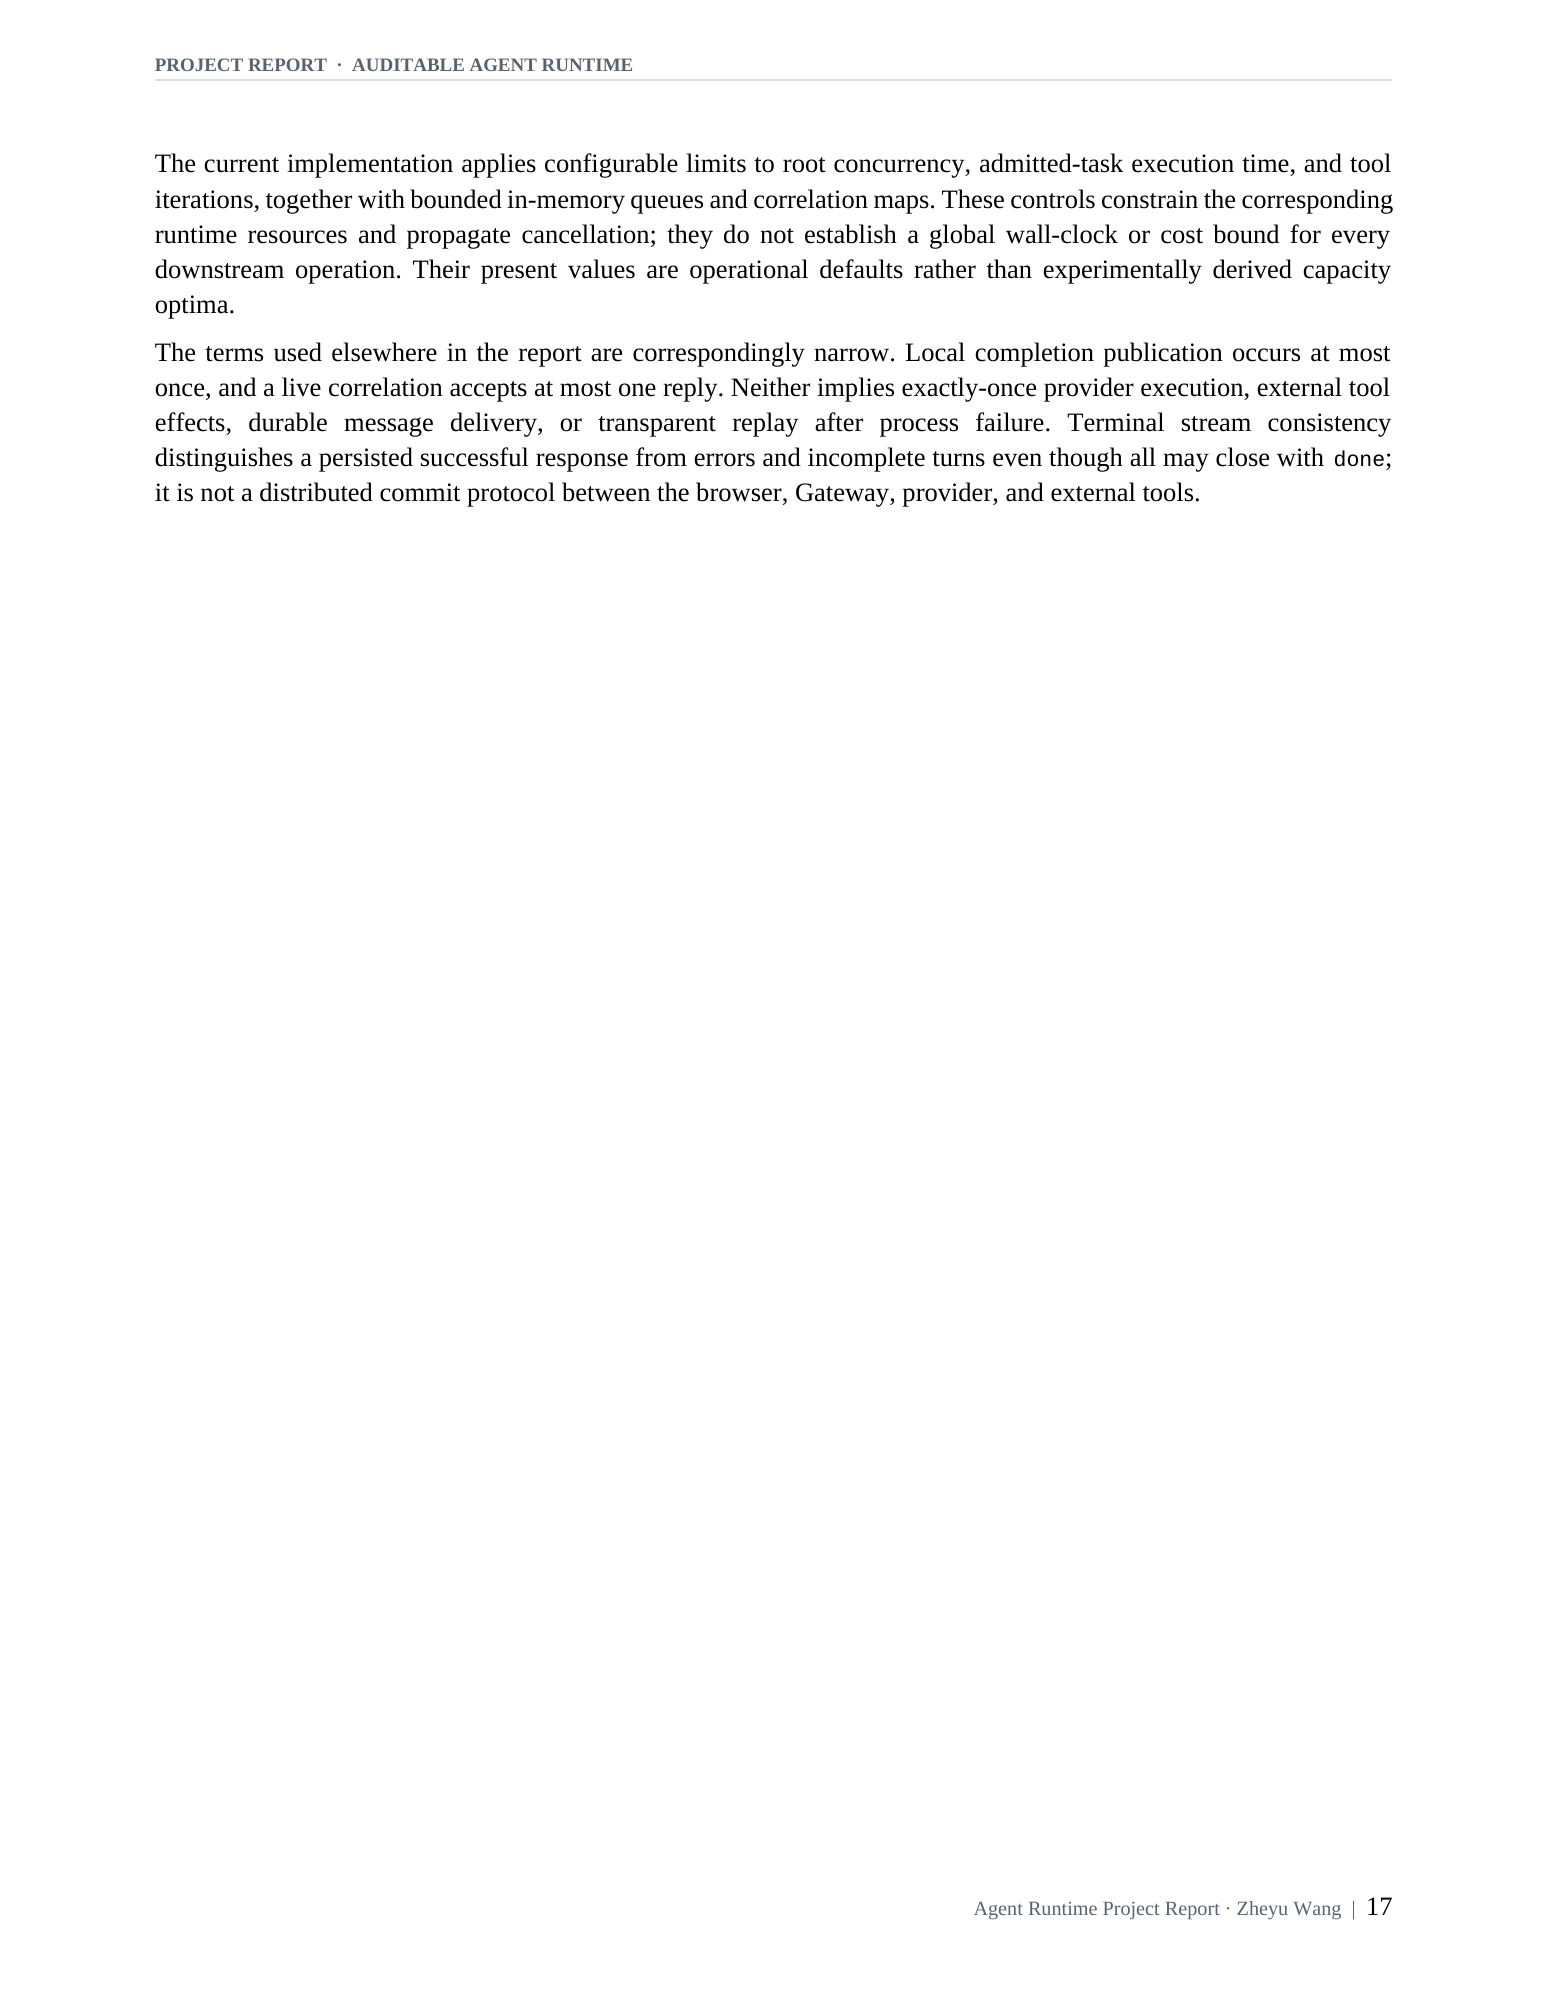 PROJECT REPORT · AUDITABLE AGENT RUNTIME
The current implementation applies configurable limits to root concurrency, admitted-task execution time, and tool
iterations, together with bounded in-memory queues and correlation maps. These controls constrain the corresponding
runtime resources and propagate cancellation; they do not establish a global wall-clock or cost bound for every
downstream operation. Their present values are operational defaults rather than experimentally derived capacity
optima.
The terms used elsewhere in the report are correspondingly narrow. Local completion publication occurs at most
once, and a live correlation accepts at most one reply. Neither implies exactly-once provider execution, external tool
effects, durable message delivery, or transparent replay after process failure. Terminal stream consistency
distinguishes a persisted successful response from errors and incomplete turns even though all may close with done;
it is not a distributed commit protocol between the browser, Gateway, provider, and external tools.
Agent Runtime Project Report · Zheyu Wang | 17